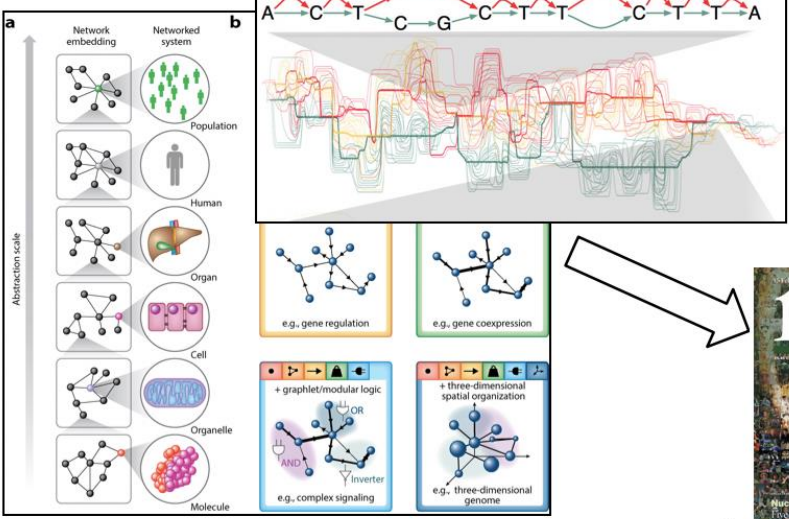 a
Network
embedding
Networked
system
Abstraction scale
Population
Human
Organ
Cell
Organelle
Molecule
b
A C T C G C T T C T T A
e.g., gene regulation
e.g., gene coexpression
+ graphlet/modular logic
OR
AND
Inverter
e.g., complex signaling
+ three-dimensional
spatial organization
e.g., three-dimensional
genome